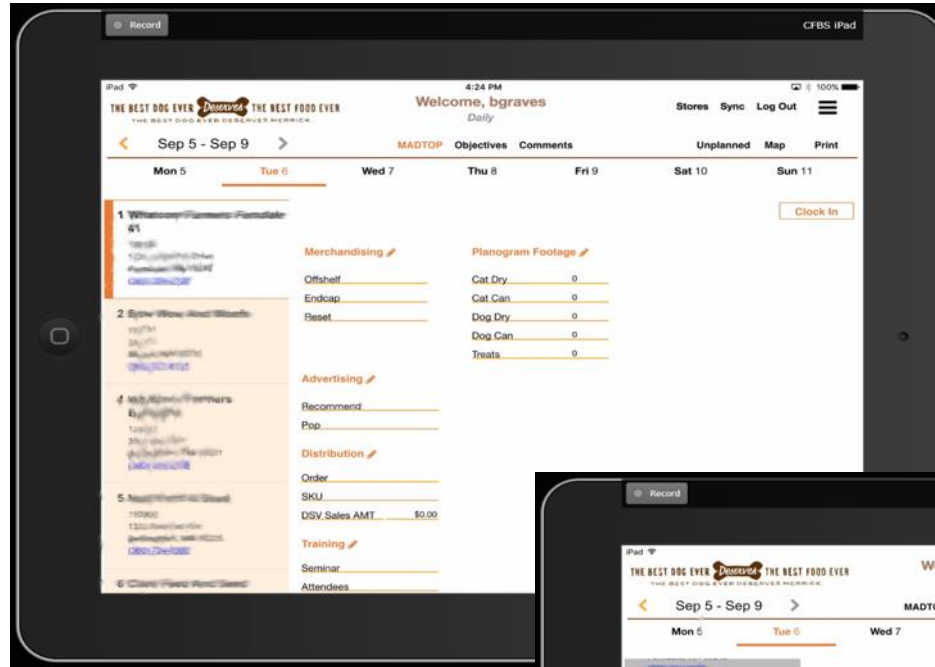 Record
CFBS iPad
iPad 4:24 PM 100%
THE BEST DOG EVER Deserves THE BEST FOOD EVER
THE BEST DOG EVER DESERVES MERRICK.
Welcome, bgraves
Daily
Stores Sync Log Out
Sep 5 - Sep 9
MADTOP Objectives Comments
Unplanned Map Print
Mon 5 Tue 6 Wed 7 Thu 8 Fri 9 Sat 10 Sun 11
Clock In
1
#1
2
4
5
6
Merchandising
Offshelf
Endcap
Reset
Planogram Footage
Cat Dry 0
Cat Can 0
Dog Dry 0
Dog Can 0
Treats 0
Advertising
Recommend
Pop
Distribution
Order
SKU
DSV Sales AMT $0.00
Training
Seminar
Attendees
Record
iPad
THE BEST DOG EVER Deserves THE BEST FOOD EVER
THE BEST DOG EVER DESERVES MERRICK.
Sep 5 - Sep 9
Mon 5 Tue 6 Wed 7